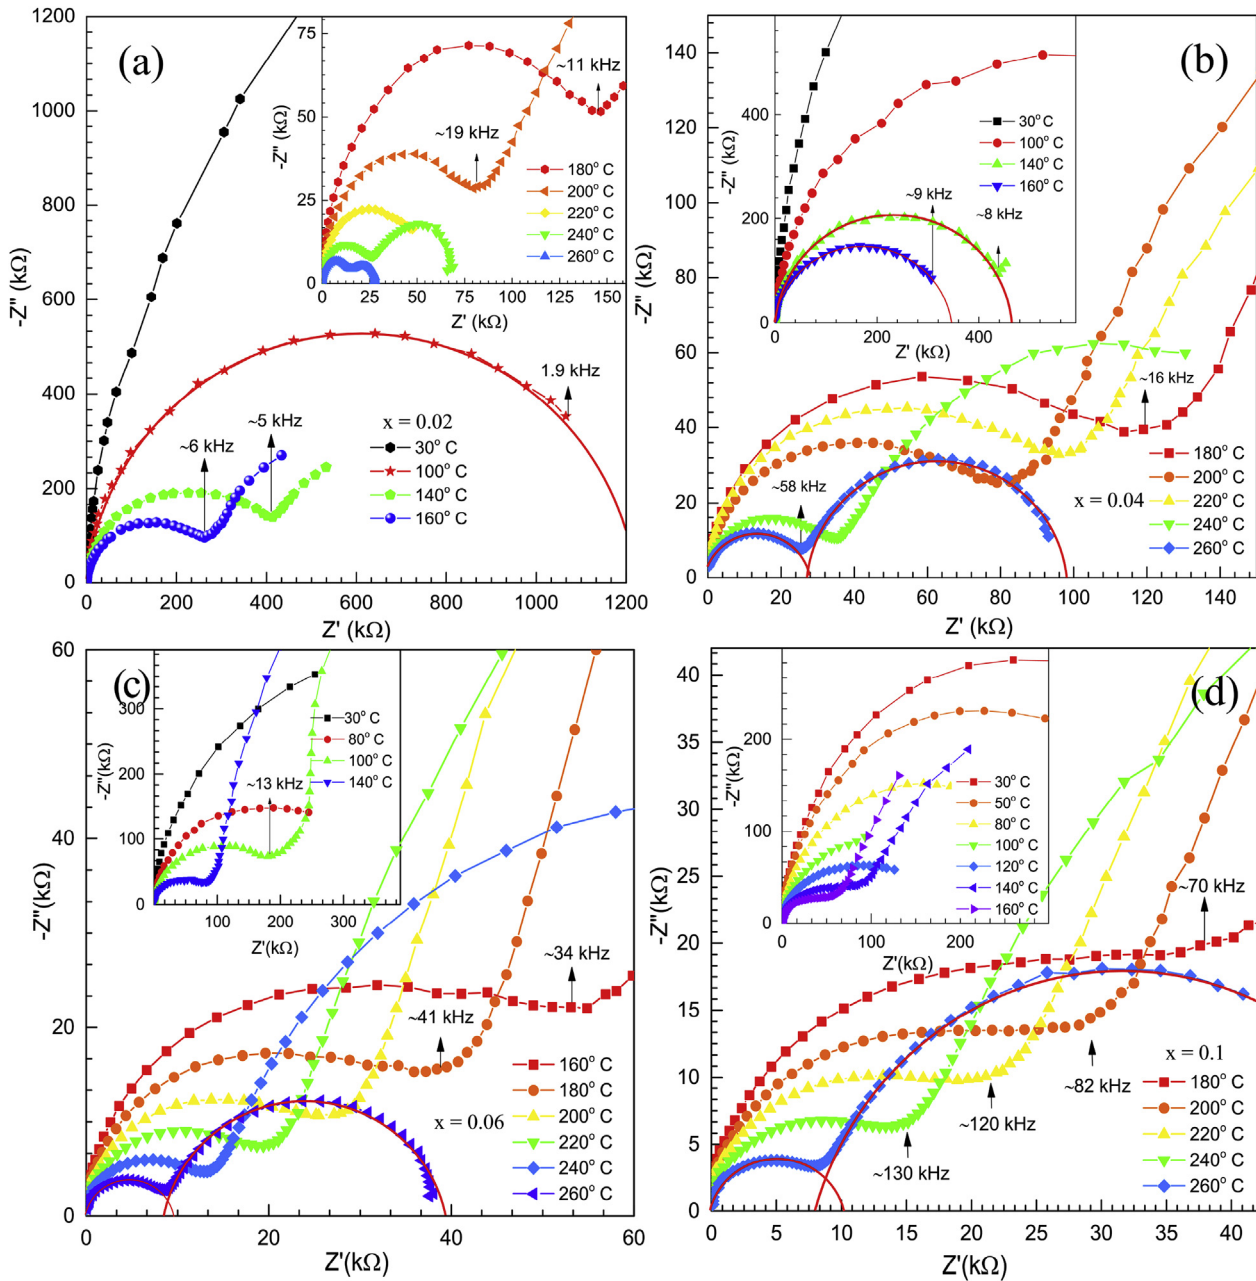 (a)
1200
1000
800
600
400
200
0
-Z" (kΩ)
0 200 400 600 800 1000 1200
Z' (kΩ)
~6 kHz
~5 kHz
1.9 kHz
x = 0.02
30° C
100° C
140° C
160° C
75
50
25
0
-Z" (kΩ)
0 25 50 75 100 125 150
Z' (kΩ)
~11 kHz
~19 kHz
180° C
200° C
220° C
240° C
260° C
(b)
140
120
100
80
60
40
20
0
-Z" (kΩ)
0 20 40 60 80 100 120 140
Z' (kΩ)
~16 kHz
~58 kHz
x = 0.04
180° C
200° C
220° C
240° C
260° C
400
200
0
-Z" (kΩ)
0 200 400
Z' (kΩ)
30° C
100° C
140° C
160° C
~9 kHz
~8 kHz
(c)
60
40
20
0
-Z"(kΩ)
0 20 40 60
Z'(kΩ)
~34 kHz
~41 kHz
x = 0.06
160° C
180° C
200° C
220° C
240° C
260° C
300
200
100
0
-Z"(kΩ)
0 100 200 300
Z'(kΩ)
30° C
80° C
100° C
140° C
~13 kHz
(d)
40
35
30
25
20
15
10
5
0
-Z"(kΩ)
0 5 10 15 20 25 30 35 40
Z'(kΩ)
~70 kHz
~82 kHz
~120 kHz
~130 kHz
x = 0.1
180° C
200° C
220° C
240° C
260° C
200
100
0
-Z"(kΩ)
0 100 200
Z'(kΩ)
30° C
50° C
80° C
100° C
120° C
140° C
160° C